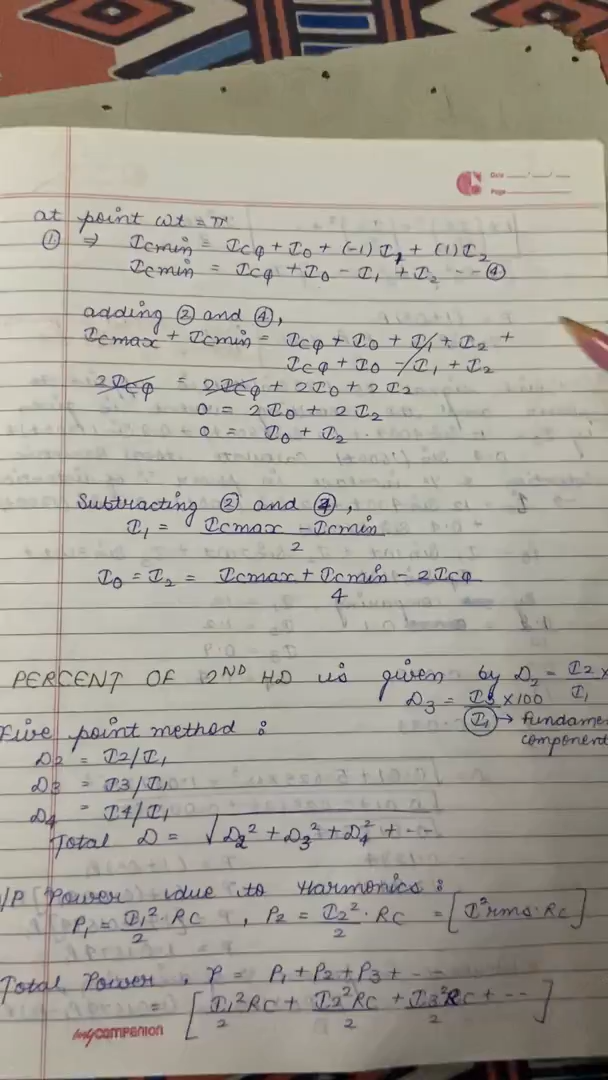 Date
Page
at point ωt = π
① ⇒ Icmin = IcQ + I0 + (-1) I1 + (1) I2
Icmin = IcQ + I0 - I1 + I2 -- ④
adding ② and ④,
Icmax + Icmin = IcQ + I0 + I1 + I2 +
IcQ + I0 - I1 + I2
2IcQ = 2IcQ + 2I0 + 2I2
0 = 2I0 + 2I2
0 = I0 + I2
Subtracting ② and ④,
I1 = Icmax - Icmin / 2
I0 = I2 = Icmax + Icmin - 2IcQ / 4
PERCENT OF 2ND HD is given by D2 = I2 × / I1
D3 = I3 × 100 / I1 → fundame
component
Five point method :
D2 = I2/I1
D3 = I3/I1
D4 = I4/I1
Total D = √D2² + D3² + D4² + --
/P Power due to Harmonics :
P1 = I1²/2 · RC , P2 = I2²/2 · RC = [I²rms · RC]
Total Power , P = P1 + P2 + P3 + --
= [I1²RC/2 + I2²RC/2 + I3²RC/2 + --]
mycompanion